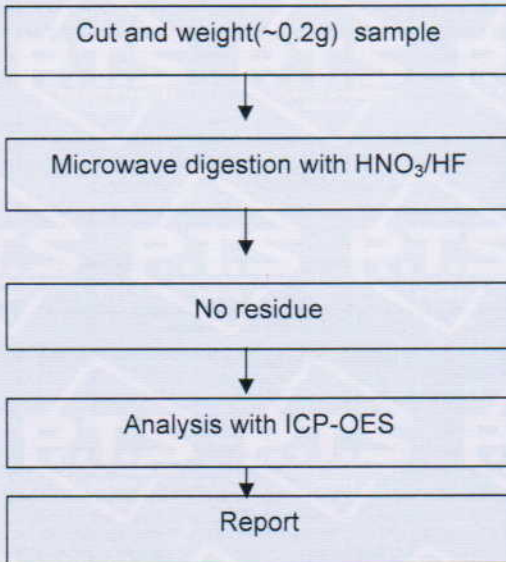 Cut and weight(~0.2g) sample
Microwave digestion with HNO₃/HF
No residue
Analysis with ICP-OES
Report